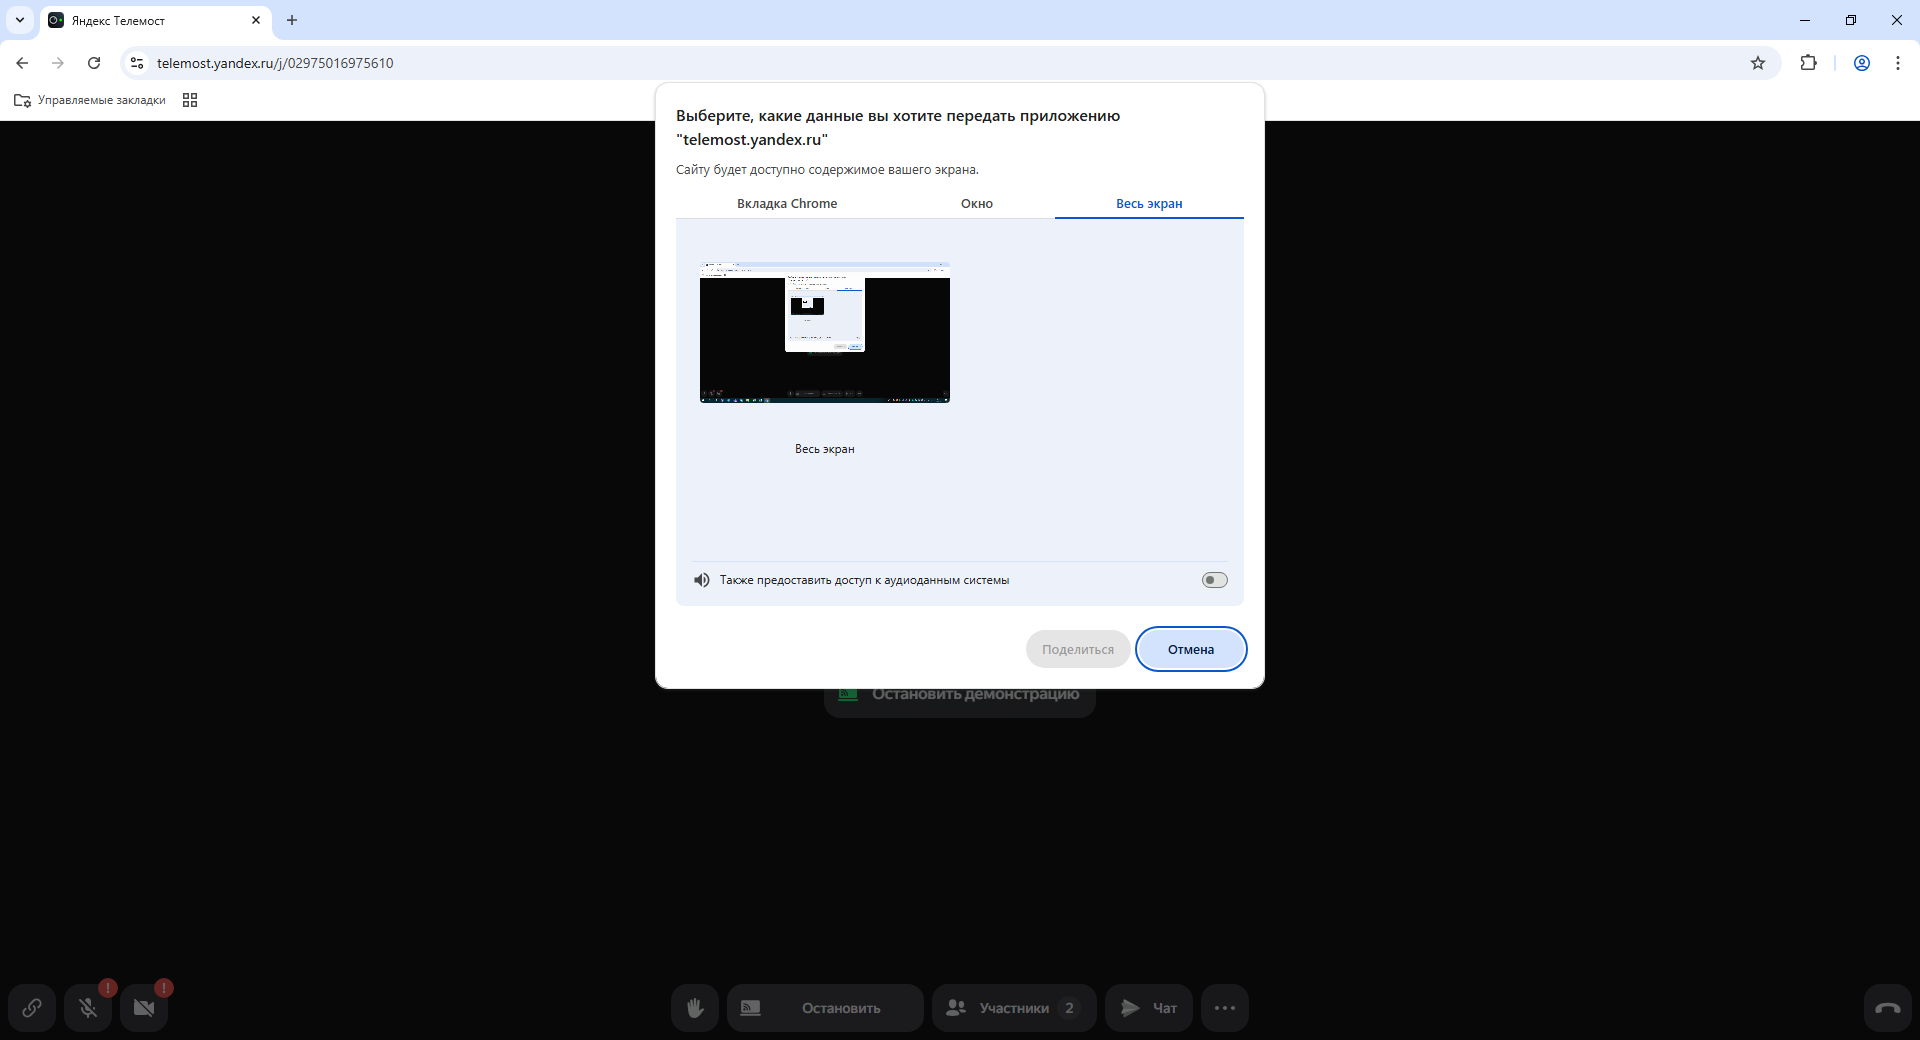 Яндекс Телемост
telemost.yandex.ru/j/02975016975610
Управляемые закладки
Выберите, какие данные вы хотите передать приложению
"telemost.yandex.ru"
Сайту будет доступно содержимое вашего экрана.
Вкладка Chrome
Окно
Весь экран
Весь экран
Также предоставить доступ к аудиоданным системы
Поделиться
Отмена
Остановить демонстрацию
Остановить
Участники 2
Чат